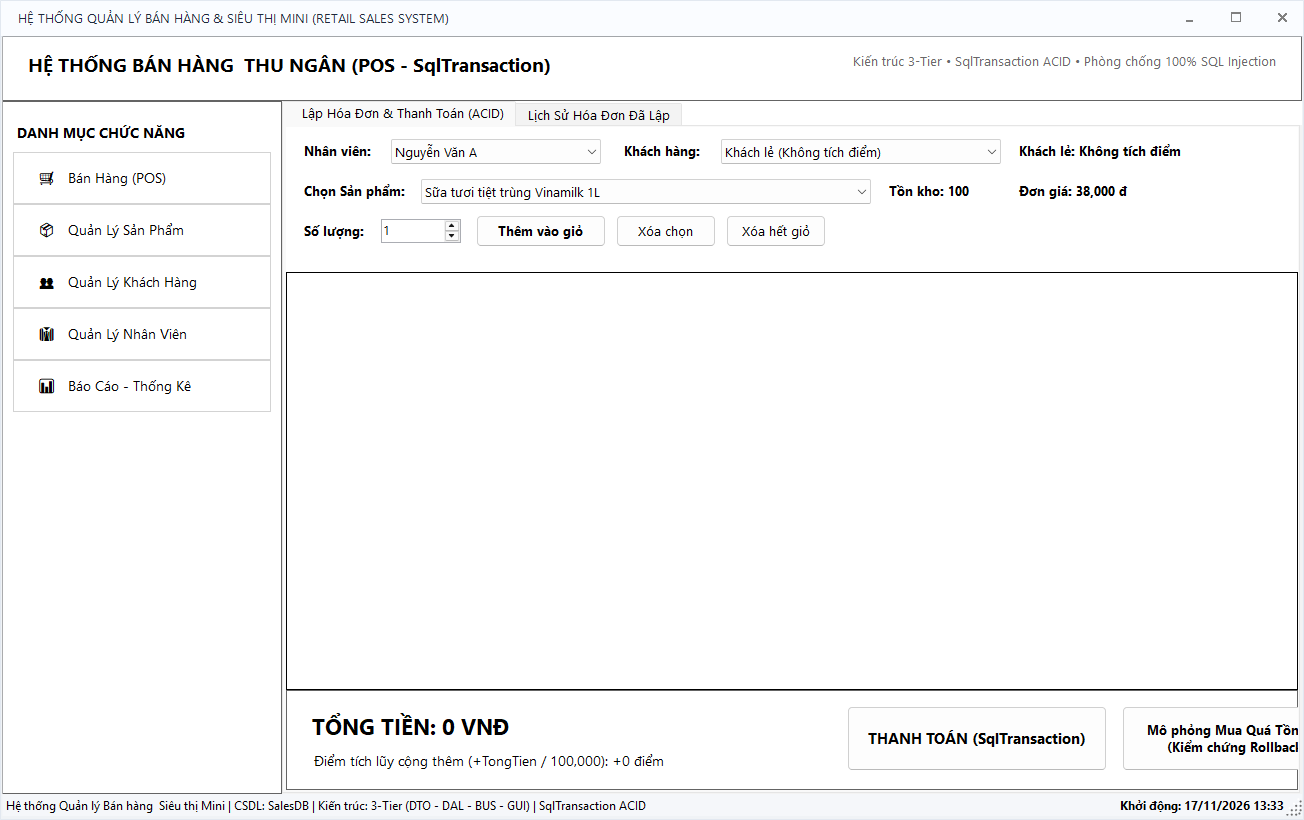 HỆ THỐNG QUẢN LÝ BÁN HÀNG & SIÊU THỊ MINI (RETAIL SALES SYSTEM)
HỆ THỐNG BÁN HÀNG  THU NGÂN (POS - SqlTransaction)
Kiến trúc 3-Tier • SqlTransaction ACID • Phòng chống 100% SQL Injection
DANH MỤC CHỨC NĂNG
Bán Hàng (POS)
Quản Lý Sản Phẩm
Quản Lý Khách Hàng
Quản Lý Nhân Viên
Báo Cáo - Thống Kê
Lập Hóa Đơn & Thanh Toán (ACID)
Lịch Sử Hóa Đơn Đã Lập
Nhân viên: Nguyễn Văn A Khách hàng: Khách lẻ (Không tích điểm) Khách lẻ: Không tích điểm
Chọn Sản phẩm: Sữa tươi tiệt trùng Vinamilk 1L Tồn kho: 100 Đơn giá: 38,000 đ
Số lượng: 1 Thêm vào giỏ Xóa chọn Xóa hết giỏ
TỔNG TIỀN: 0 VNĐ
Điểm tích lũy cộng thêm (+TongTien / 100,000): +0 điểm
THANH TOÁN (SqlTransaction)
Mô phỏng Mua Quá Tồn
(Kiểm chứng Rollback
Hệ thống Quản lý Bán hàng  Siêu thị Mini | CSDL: SalesDB | Kiến trúc: 3-Tier (DTO - DAL - BUS - GUI) | SqlTransaction ACID
Khởi động: 17/11/2026 13:33